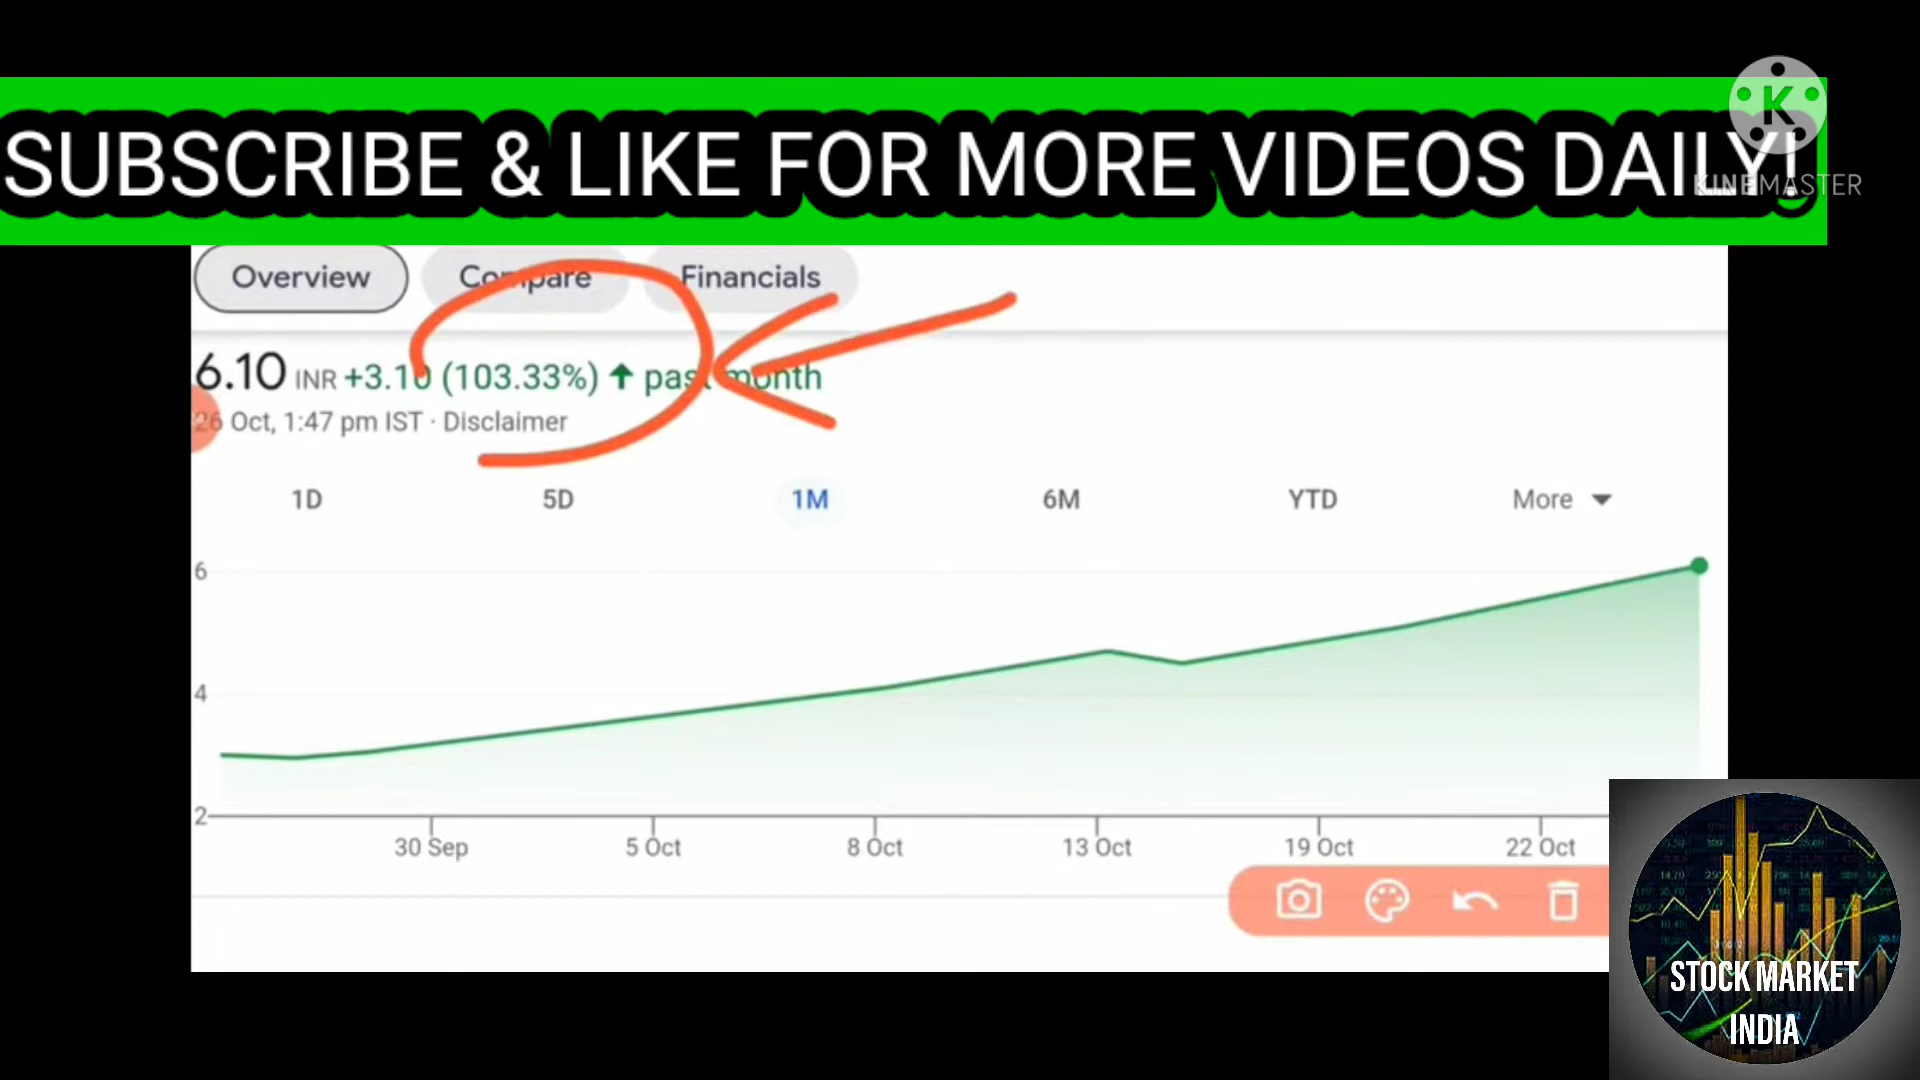 SUBSCRIBE & LIKE FOR MORE VIDEOS DAILY!
K
KINEMASTER
Overview Compare Financials
6.10 INR +3.10 (103.33%) ↑ past month
26 Oct, 1:47 pm IST · Disclaimer
1D 5D 1M 6M YTD More
6
4
2
30 Sep 5 Oct 8 Oct 13 Oct 19 Oct 22 Oct
STOCK MARKET
INDIA